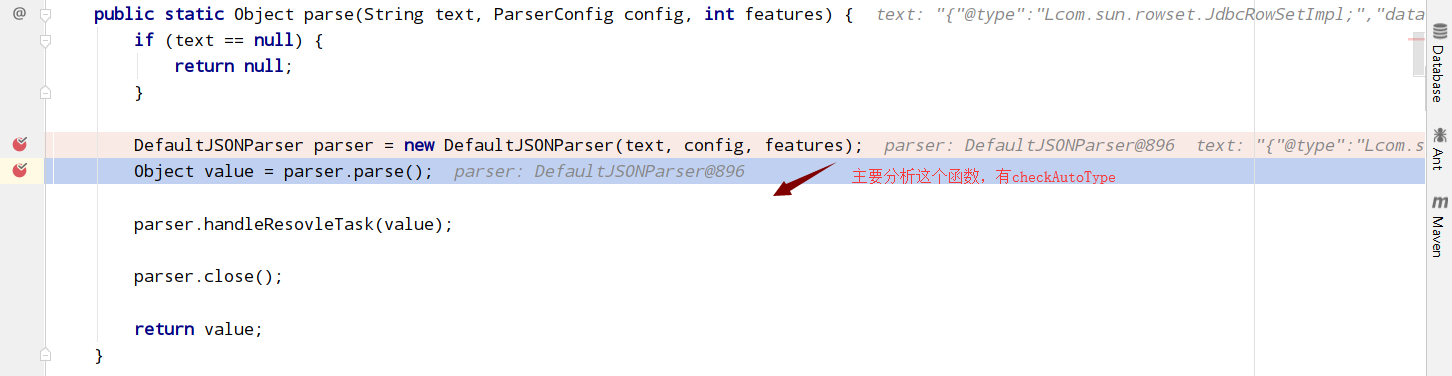 @
public static Object parse(String text, ParserConfig config, int features) { text: "{"@type":"Lcom.sun.rowset.JdbcRowSetImpl;","data
if (text == null) {
return null;
}
DefaultJSONParser parser = new DefaultJSONParser(text, config, features); parser: DefaultJSONParser@896 text: "{"@type":"Lcom.s
Object value = parser.parse(); parser: DefaultJSONParser@896
主要分析这个函数，有checkAutoType
parser.handleResovleTask(value);
parser.close();
return value;
}
Database
Ant
m
Maven